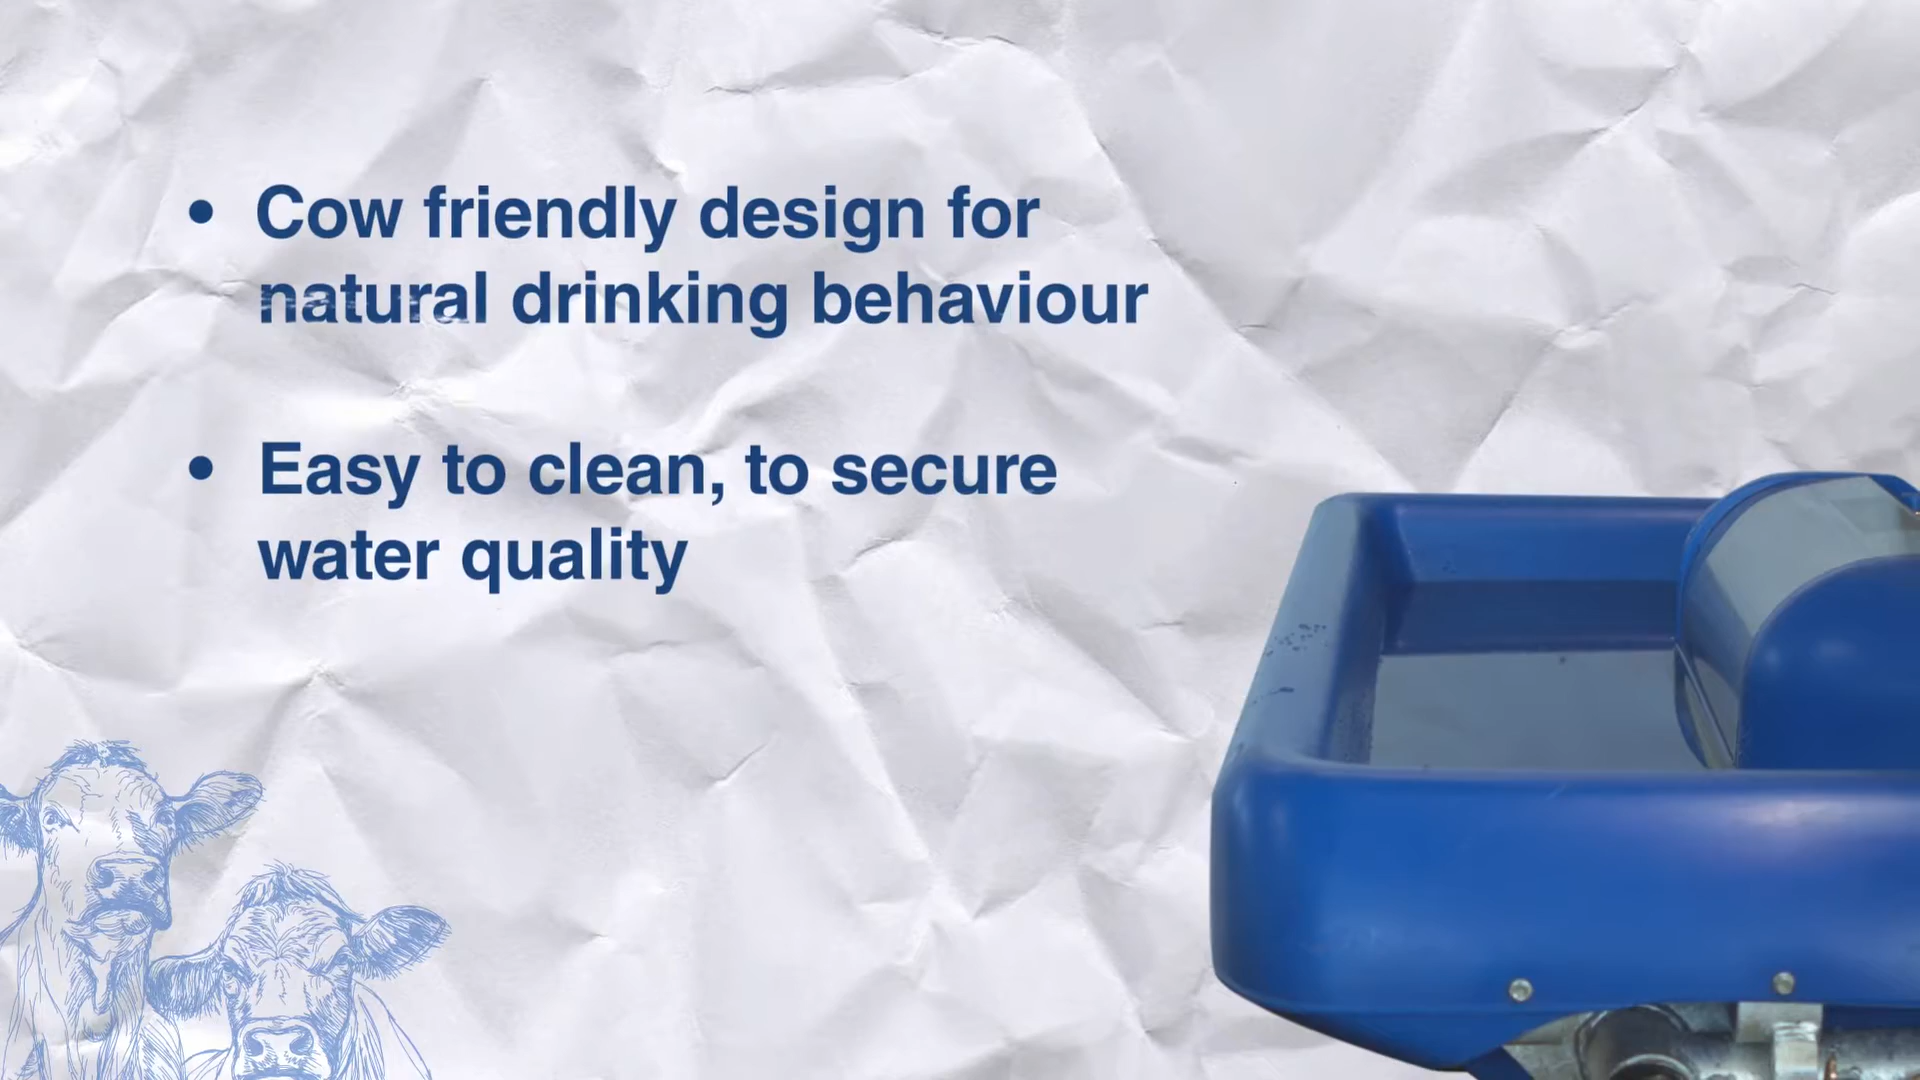 • Cow friendly design for
natural drinking behaviour
• Easy to clean, to secure
water quality